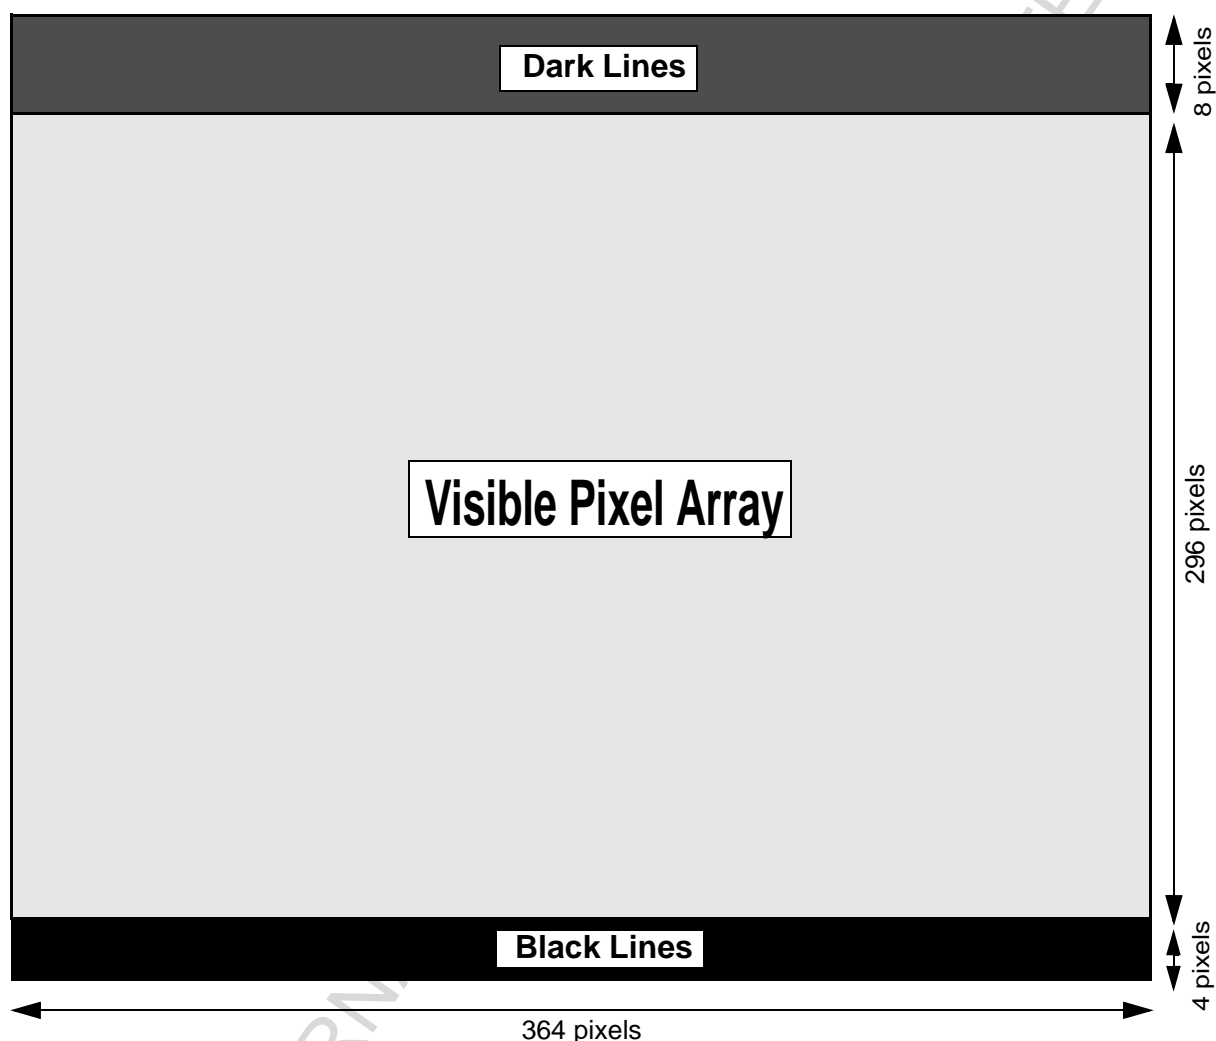 Dark Lines
8 pixels
Visible Pixel Array
296 pixels
Black Lines
4 pixels
364 pixels